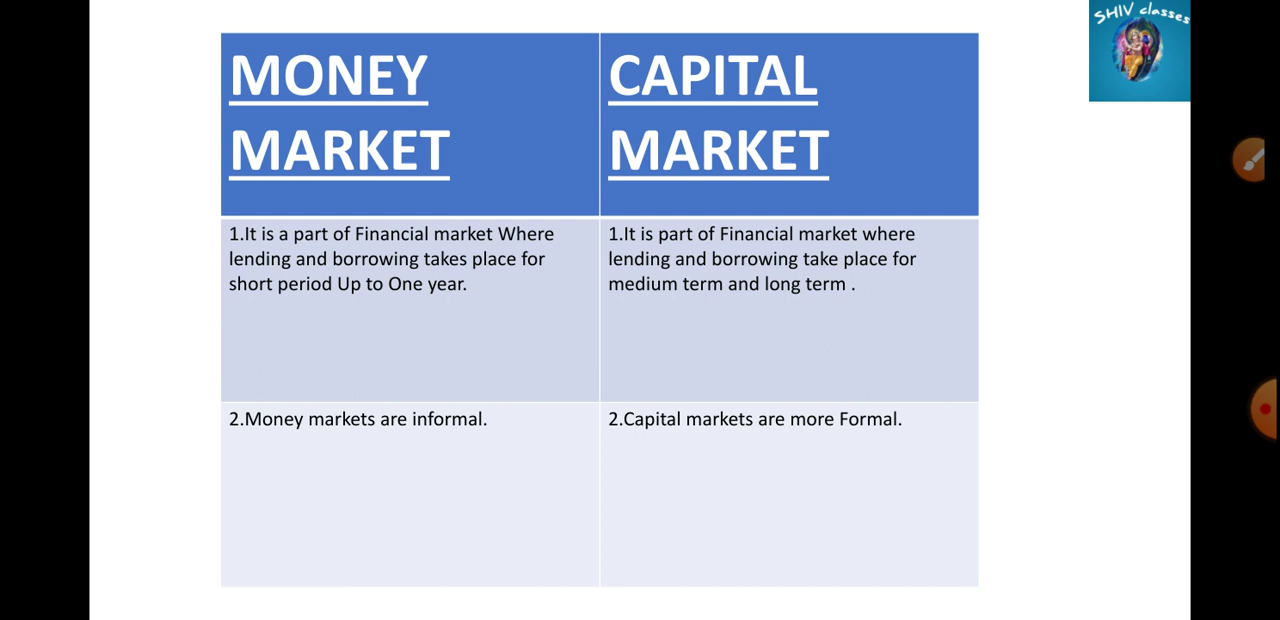 SHIV classes
MONEY
MARKET
CAPITAL
MARKET
1.It is a part of Financial market Where
lending and borrowing takes place for
short period Up to One year.
1.It is part of Financial market where
lending and borrowing take place for
medium term and long term .
2.Money markets are informal.
2.Capital markets are more Formal.